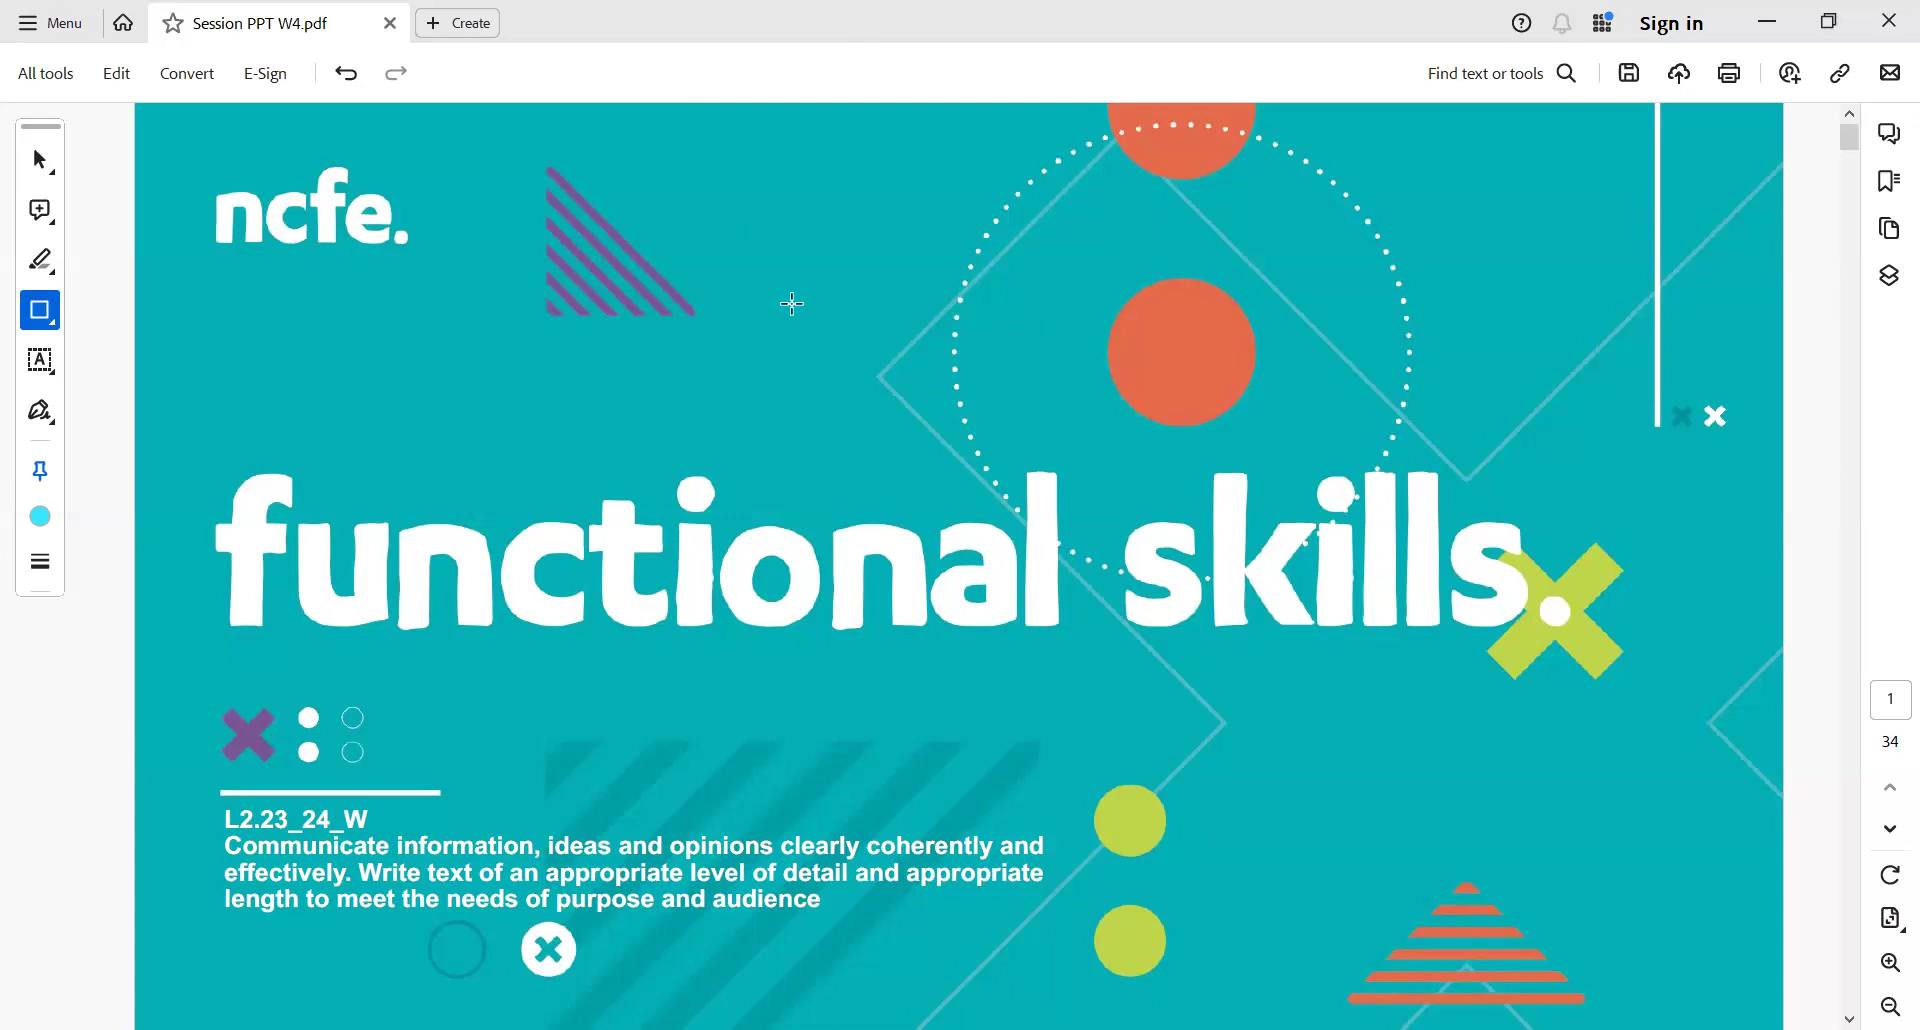 Menu
Session PPT W4.pdf
Create
Sign in
All tools
Edit
Convert
E-Sign
Find text or tools
ncfe.
functional skills.
L2.23_24_W
Communicate information, ideas and opinions clearly coherently and
effectively. Write text of an appropriate level of detail and appropriate
length to meet the needs of purpose and audience
1
34